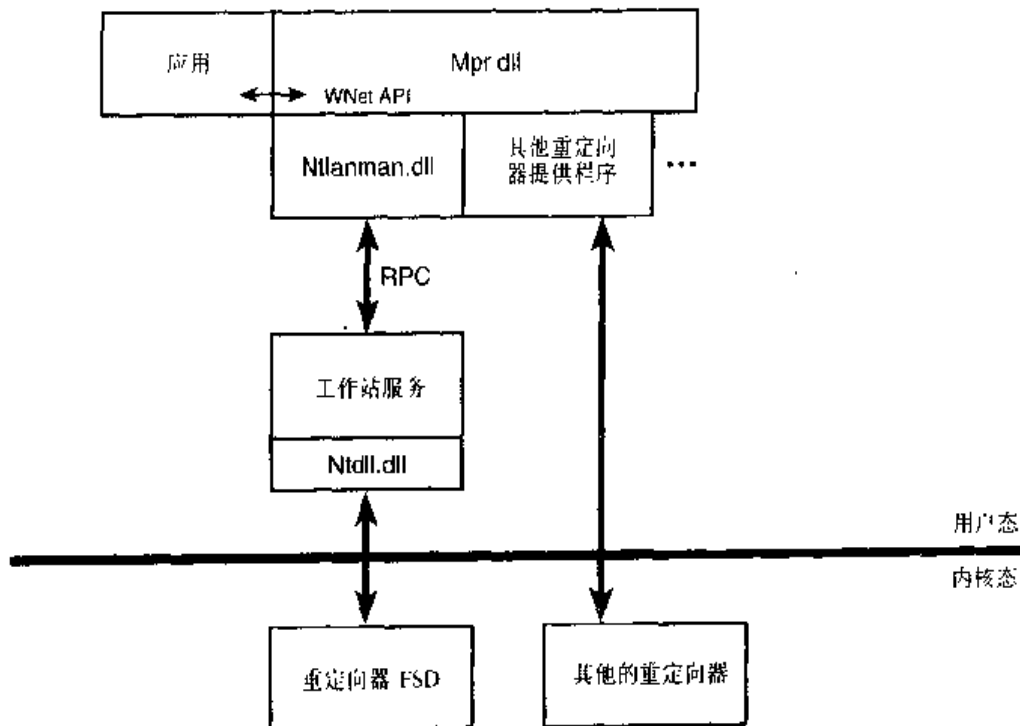 应用
Mpr dll
WNet API
Ntlanman.dll
其他重定向
器提供程序
...
RPC
工作站服务
Ntdll.dll
用户态
内核态
重定向器 FSD
其他的重定向器